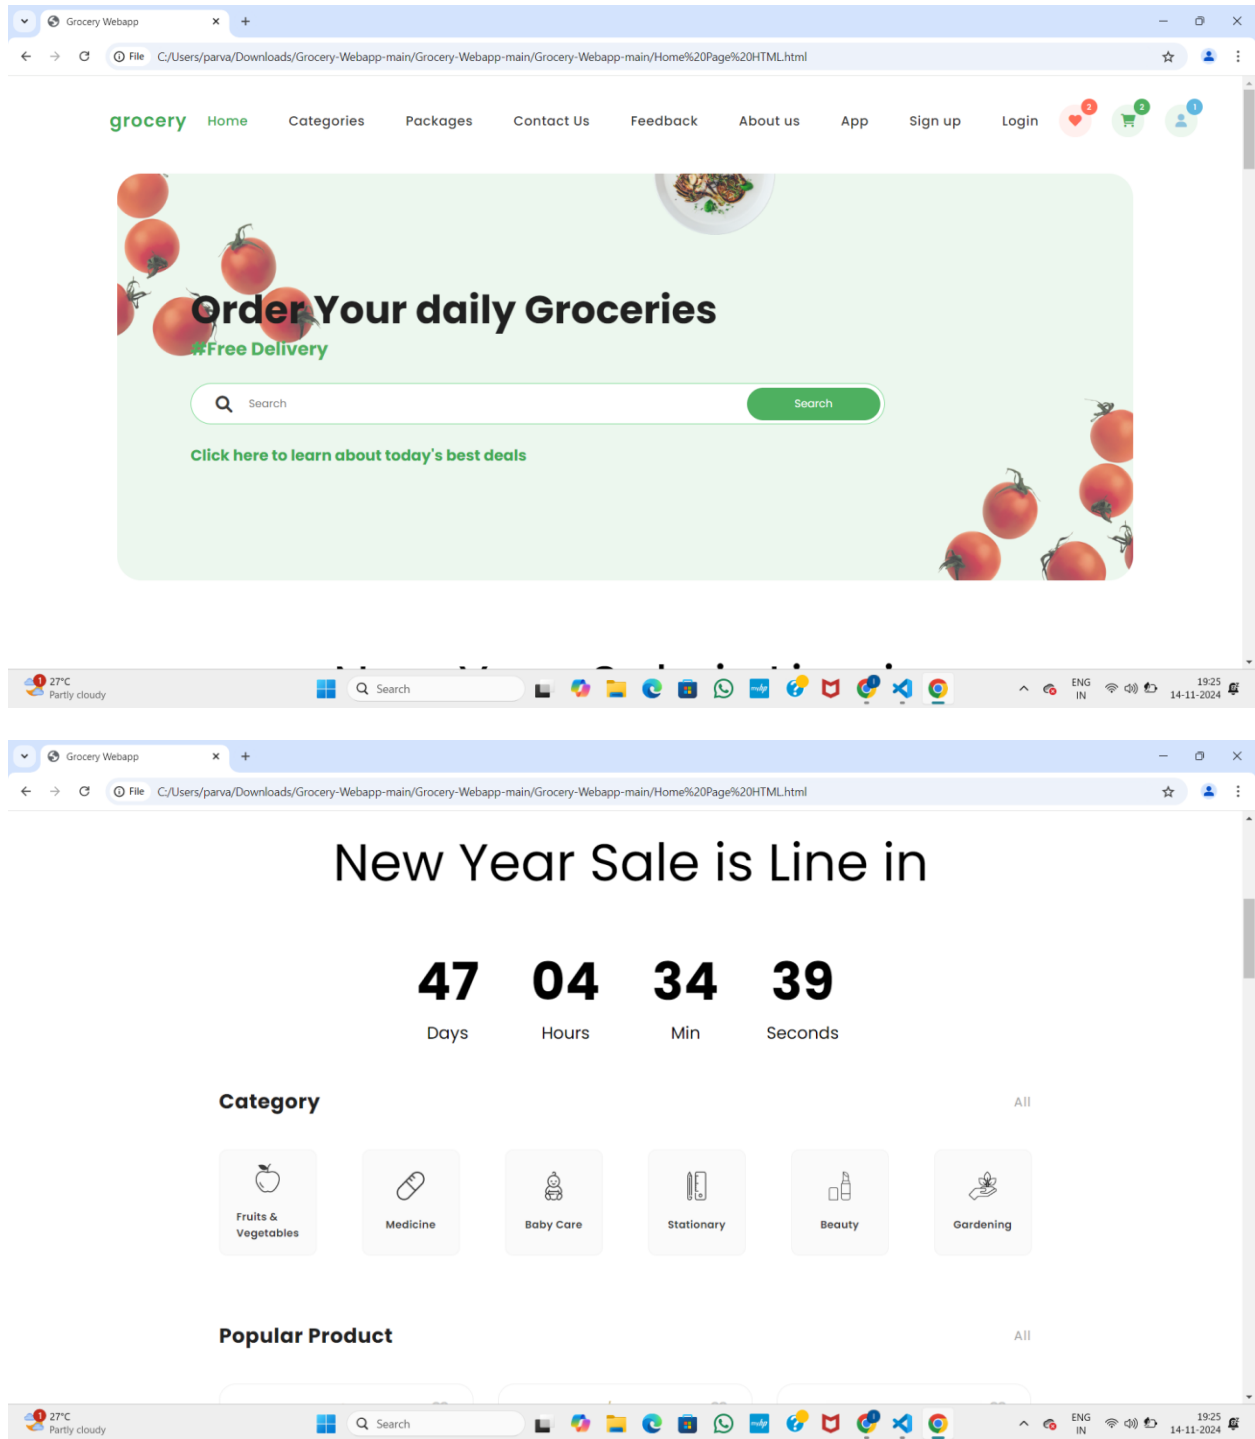 Grocery Webapp
File C:/Users/parva/Downloads/Grocery-Webapp-main/Grocery-Webapp-main/Grocery-Webapp-main/Home%20Page%20HTML.html
grocery Home Categories Packages Contact Us Feedback About us App Sign up Login 2 2 1
Order Your daily Groceries
#Free Delivery
Search Search
Click here to learn about today's best deals
1 27°C Search ENG 19:25
Partly cloudy IN 14-11-2024
Grocery Webapp
File C:/Users/parva/Downloads/Grocery-Webapp-main/Grocery-Webapp-main/Grocery-Webapp-main/Home%20Page%20HTML.html
New Year Sale is Line in
47 04 34 39
Days Hours Min Seconds
Category All
Fruits &
Vegetables Medicine Baby Care Stationary Beauty Gardening
Popular Product All
1 27°C Search ENG 19:25
Partly cloudy IN 14-11-2024